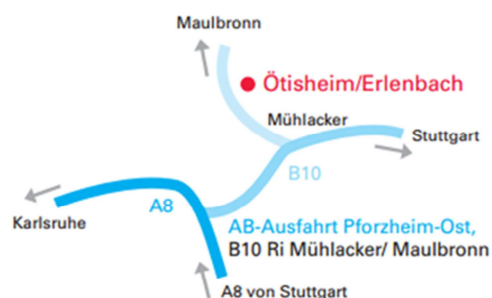 Maulbronn
Ötisheim/Erlenbach
Mühlacker
Stuttgart
B10
A8
Karlsruhe
AB-Ausfahrt Pforzheim-Ost,
B10 Ri Mühlacker/ Maulbronn
A8 von Stuttgart